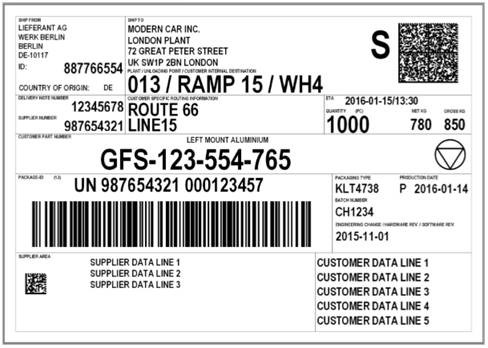 SHIP FROM
LIEFERANT AG
WERK BERLIN
BERLIN
DE-10117
ID: 887766554
COUNTRY OF ORIGIN: DE
SHIP TO
MODERN CAR INC.
LONDON PLANT
72 GREAT PETER STREET
UK SW1P 2BN LONDON
PLANT / UNLOADING POINT / CUSTOMER INTERNAL DESTINATION
013 / RAMP 15 / WH4
S
DELIVERY NOTE NUMBER
12345678
SUPPLIER NUMBER
987654321
CUSTOMER SPECIFIC ROUTING INFORMATION
ROUTE 66
LINE15
ETA 2016-01-15/13:30
QUANTITY (PC) NET KG GROSS KG
1000 780 850
CUSTOMER PART NUMBER
LEFT MOUNT ALUMINIUM
GFS-123-554-765
PACKAGE-ID (1J)
UN 987654321 000123457
PACKAGING TYPE PRODUCTION DATE
KLT4738 P 2016-01-14
BATCH NUMBER
CH1234
ENGINEERING CHANGE / HARDWARE REV. / SOFTWARE REV.
2015-11-01
SUPPLIER AREA
SUPPLIER DATA LINE 1
SUPPLIER DATA LINE 2
SUPPLIER DATA LINE 3
CUSTOMER DATA LINE 1
CUSTOMER DATA LINE 2
CUSTOMER DATA LINE 3
CUSTOMER DATA LINE 4
CUSTOMER DATA LINE 5